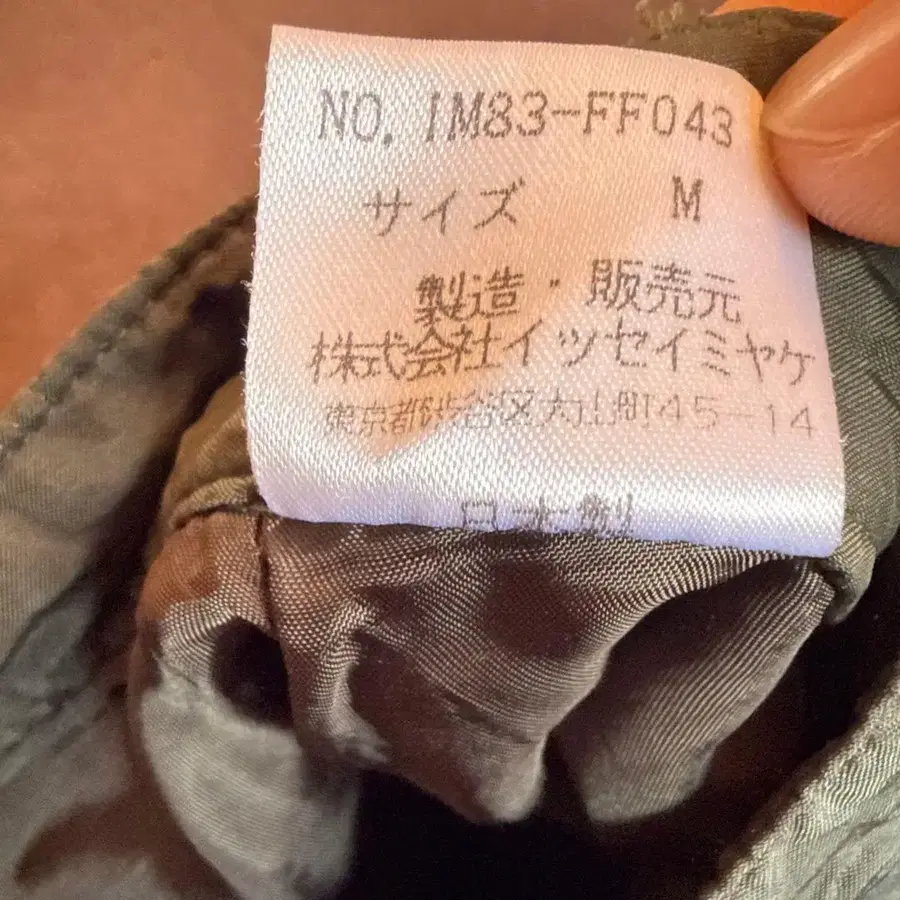 NO. IM83-FF043
サイズ M
製造・販売元
株式会社イッセイミヤケ
東京都渋谷区大山町45-14
日本製